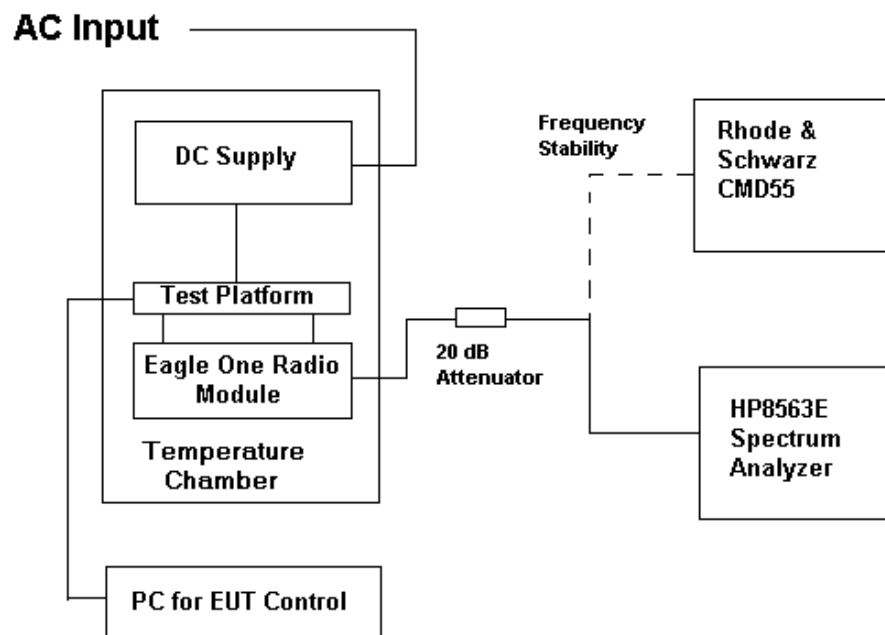 AC Input
DC Supply
Frequency
Stability
Rhode &
Schwarz
CMD55
Test Platform
Eagle One Radio
Module
20 dB
Attenuator
HP8563E
Spectrum
Analyzer
Temperature
Chamber
PC for EUT Control